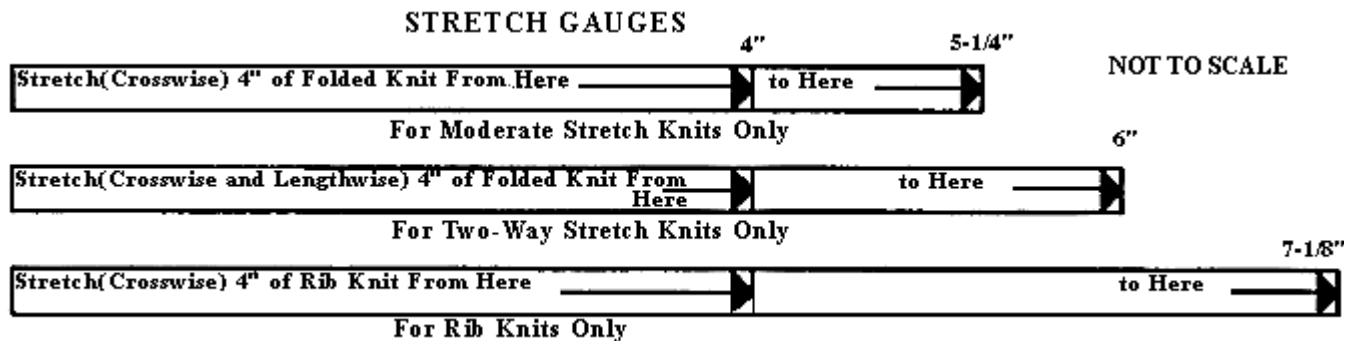 STRETCH GAUGES
4" 5-1/4"
NOT TO SCALE
Stretch(Crosswise) 4" of Folded Knit From Here to Here
For Moderate Stretch Knits Only
6"
Stretch(Crosswise and Lengthwise) 4" of Folded Knit From
Here to Here
For Two-Way Stretch Knits Only
7-1/8"
Stretch(Crosswise) 4" of Rib Knit From Here to Here
For Rib Knits Only